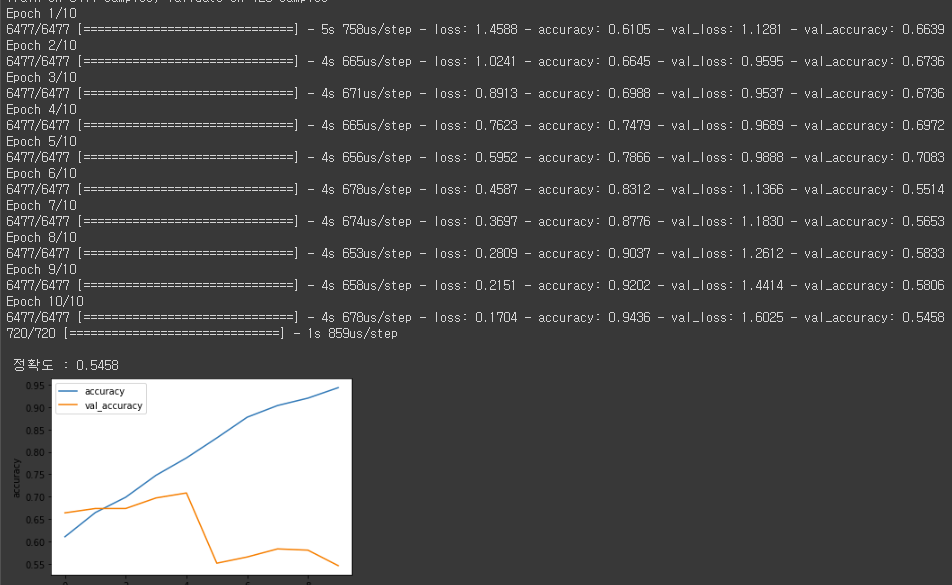 Epoch 1/10
6477/6477 [==============================] - 5s 758us/step - loss: 1.4588 - accuracy: 0.6105 - val_loss: 1.1281 - val_accuracy: 0.6639
Epoch 2/10
6477/6477 [==============================] - 4s 665us/step - loss: 1.0241 - accuracy: 0.6645 - val_loss: 0.9595 - val_accuracy: 0.6736
Epoch 3/10
6477/6477 [==============================] - 4s 671us/step - loss: 0.8913 - accuracy: 0.6988 - val_loss: 0.9537 - val_accuracy: 0.6736
Epoch 4/10
6477/6477 [==============================] - 4s 665us/step - loss: 0.7623 - accuracy: 0.7479 - val_loss: 0.9689 - val_accuracy: 0.6972
Epoch 5/10
6477/6477 [==============================] - 4s 656us/step - loss: 0.5952 - accuracy: 0.7866 - val_loss: 0.9888 - val_accuracy: 0.7083
Epoch 6/10
6477/6477 [==============================] - 4s 678us/step - loss: 0.4587 - accuracy: 0.8312 - val_loss: 1.1366 - val_accuracy: 0.5514
Epoch 7/10
6477/6477 [==============================] - 4s 674us/step - loss: 0.3697 - accuracy: 0.8776 - val_loss: 1.1830 - val_accuracy: 0.5653
Epoch 8/10
6477/6477 [==============================] - 4s 653us/step - loss: 0.2809 - accuracy: 0.9037 - val_loss: 1.2612 - val_accuracy: 0.5833
Epoch 9/10
6477/6477 [==============================] - 4s 658us/step - loss: 0.2151 - accuracy: 0.9202 - val_loss: 1.4414 - val_accuracy: 0.5806
Epoch 10/10
6477/6477 [==============================] - 4s 678us/step - loss: 0.1704 - accuracy: 0.9436 - val_loss: 1.6025 - val_accuracy: 0.5458
720/720 [==============================] - 1s 859us/step
정확도 : 0.5458
accuracy
val_accuracy
0.95
0.90
0.85
0.80
0.75
0.70
0.65
0.60
0.55
accuracy